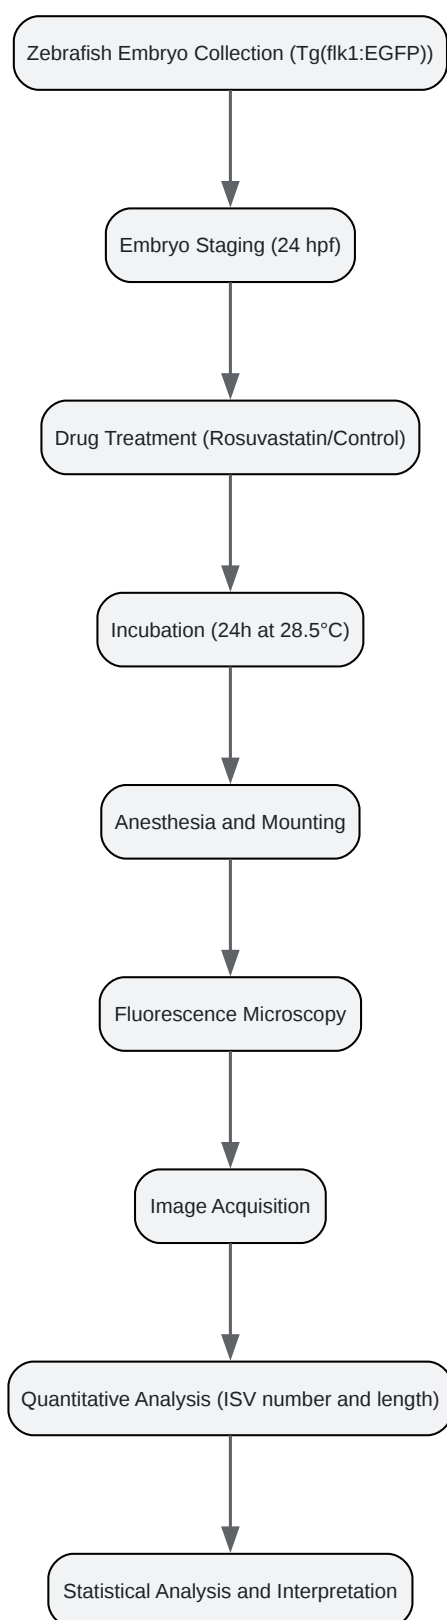 Zebrafish Embryo Collection (Tg(flk1:EGFP))
Embryo Staging (24 hpf)
Drug Treatment (Rosuvastatin/Control)
Incubation (24h at 28.5°C)
Anesthesia and Mounting
Fluorescence Microscopy
Image Acquisition
Quantitative Analysis (ISV number and length)
Statistical Analysis and Interpretation